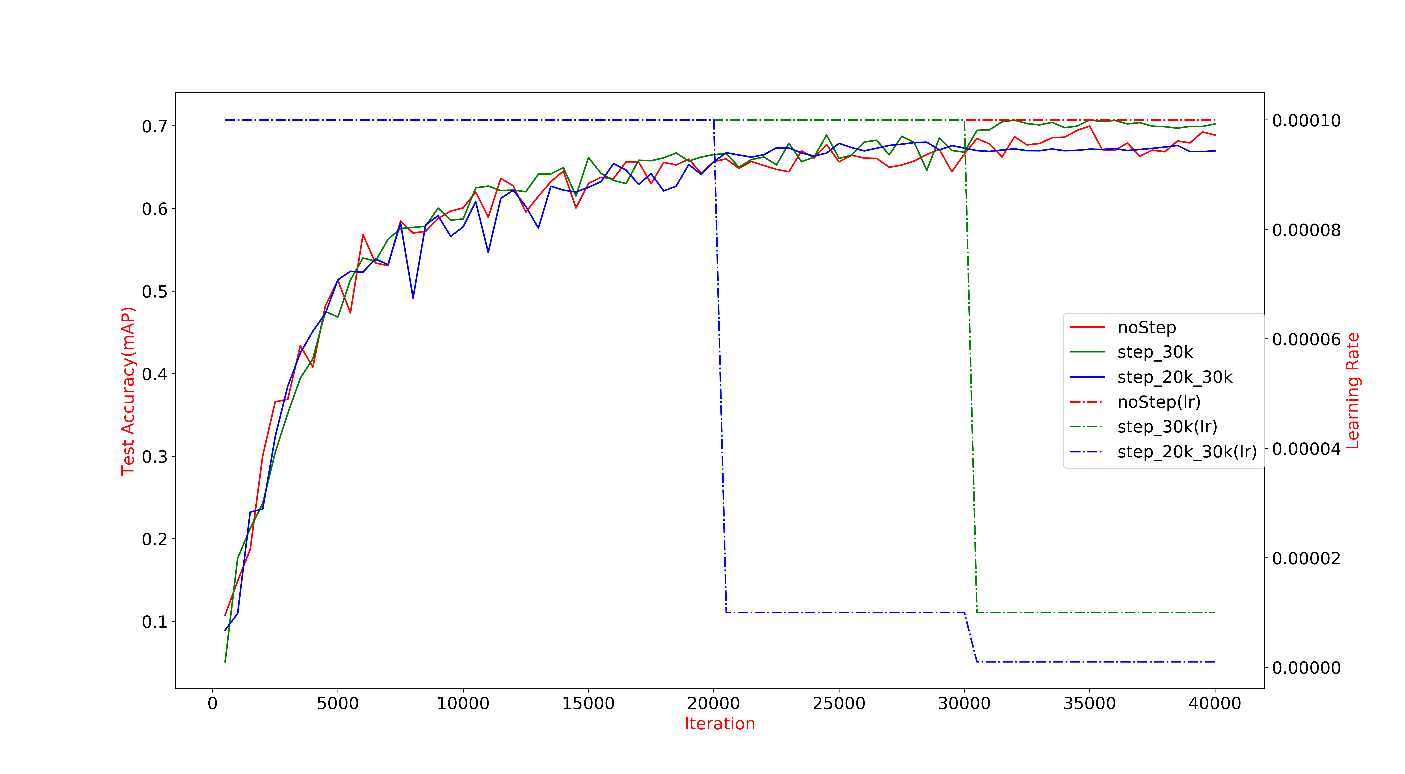 0.7
0.6
0.5
0.4
0.3
0.2
0.1
Test Accuracy(mAP)
0.00010
0.00008
0.00006
0.00004
0.00002
0.00000
Learning Rate
noStep
step_30k
step_20k_30k
noStep(lr)
step_30k(lr)
step_20k_30k(lr)
0 5000 10000 15000 20000 25000 30000 35000 40000
Iteration